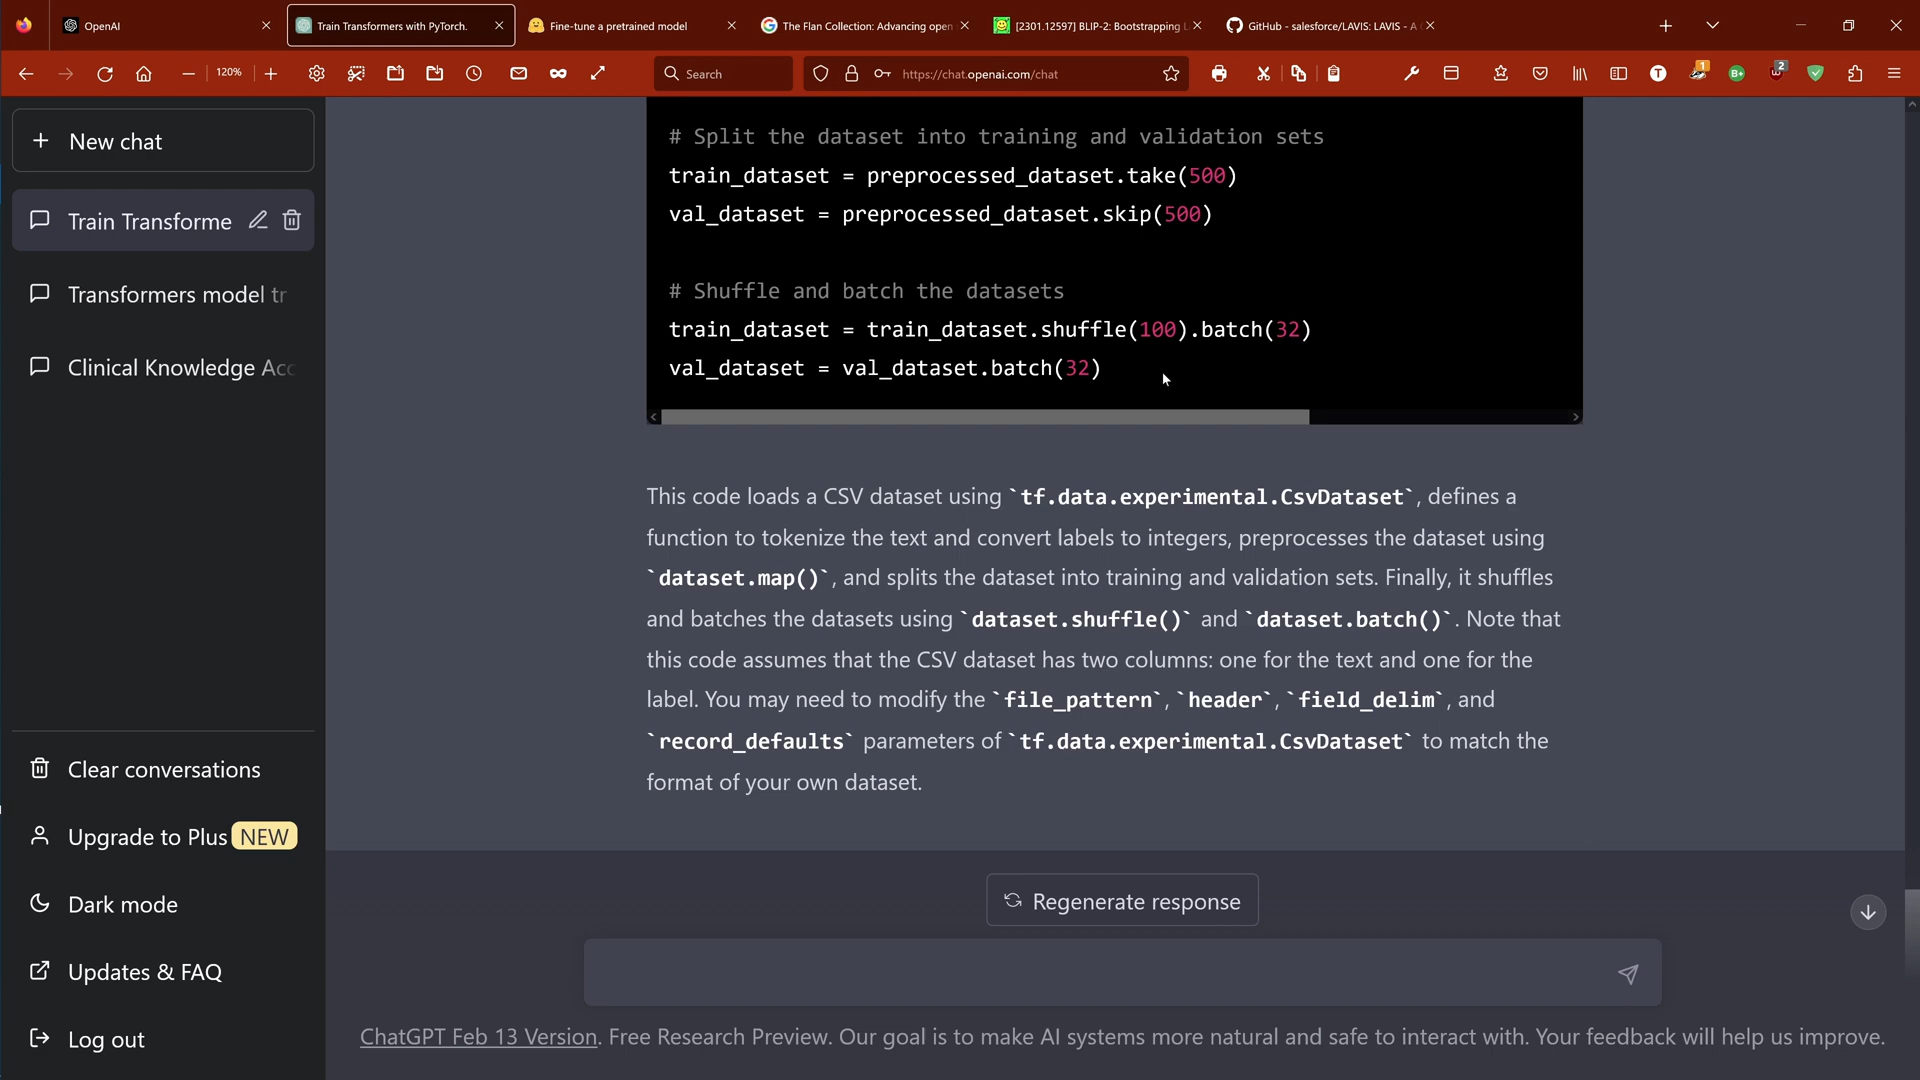 OpenAI
Train Transformers with PyTorch.
Fine-tune a pretrained model
The Flan Collection: Advancing open
[2301.12597] BLIP-2: Bootstrapping L
GitHub - salesforce/LAVIS: LAVIS - A
120%
Search
https://chat.openai.com/chat
1
2
New chat
Train Transforme
Transformers model tr
Clinical Knowledge Acc
# Split the dataset into training and validation sets
train_dataset = preprocessed_dataset.take(500)
val_dataset = preprocessed_dataset.skip(500)
# Shuffle and batch the datasets
train_dataset = train_dataset.shuffle(100).batch(32)
val_dataset = val_dataset.batch(32)
This code loads a CSV dataset using `tf.data.experimental.CsvDataset`, defines a
function to tokenize the text and convert labels to integers, preprocesses the dataset using
`dataset.map()`, and splits the dataset into training and validation sets. Finally, it shuffles
and batches the datasets using `dataset.shuffle()` and `dataset.batch()`. Note that
this code assumes that the CSV dataset has two columns: one for the text and one for the
label. You may need to modify the `file_pattern`, `header`, `field_delim`, and
`record_defaults` parameters of `tf.data.experimental.CsvDataset` to match the
format of your own dataset.
Clear conversations
Upgrade to Plus NEW
Dark mode
Updates & FAQ
Log out
Regenerate response
ChatGPT Feb 13 Version. Free Research Preview. Our goal is to make AI systems more natural and safe to interact with. Your feedback will help us improve.